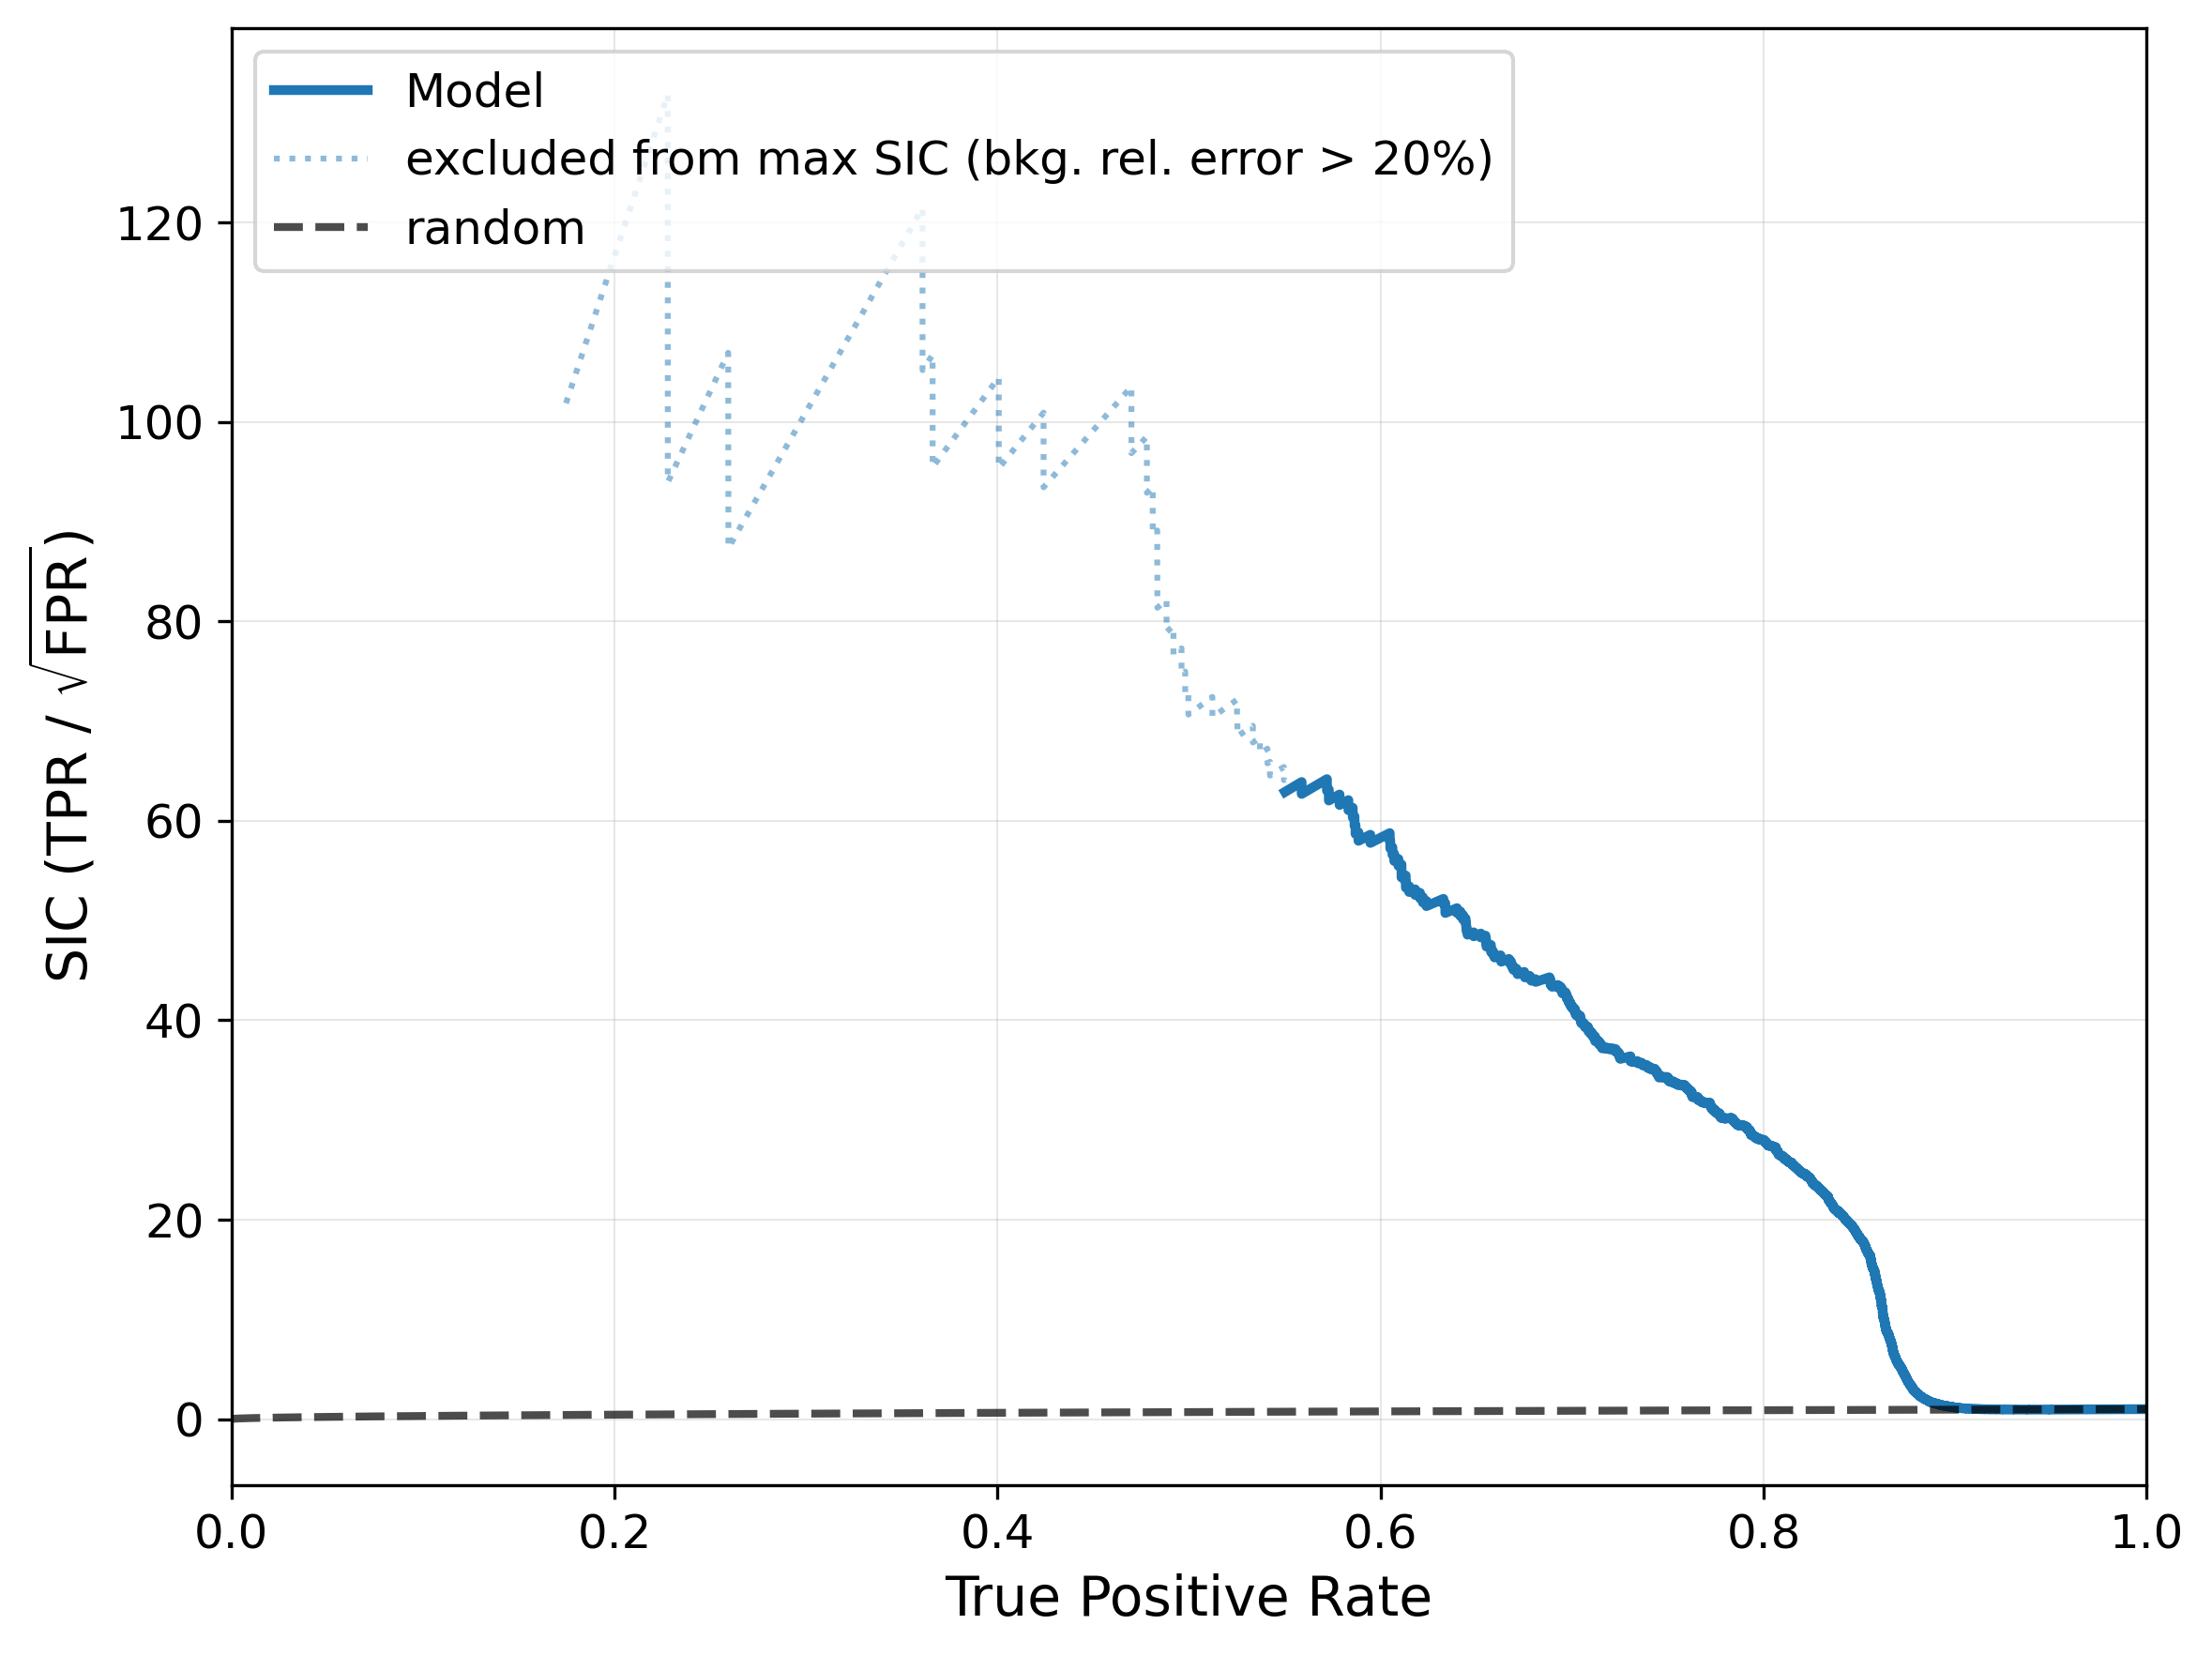 Model
excluded from max SIC (bkg. rel. error > 20%)
random
120
100
80
60
40
20
0
SIC (TPR / √FPR)
0.0 0.2 0.4 0.6 0.8 1.0
True Positive Rate